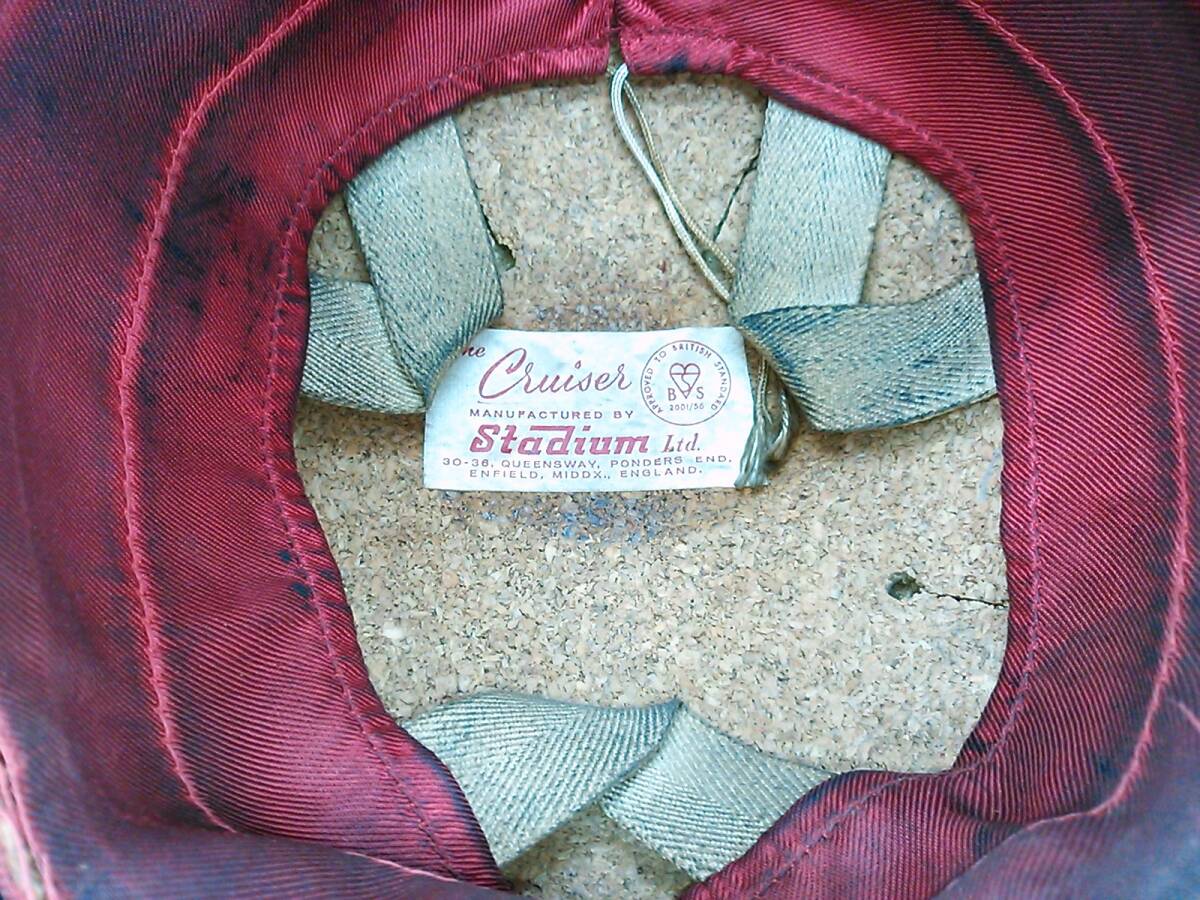 he
Cruiser
APPROVED TO BRITISH STANDARD
B S
2001/56
MANUFACTURED BY
Stadium Ltd.
30-36, QUEENSWAY, PONDERS END,
ENFIELD, MIDDX., ENGLAND.